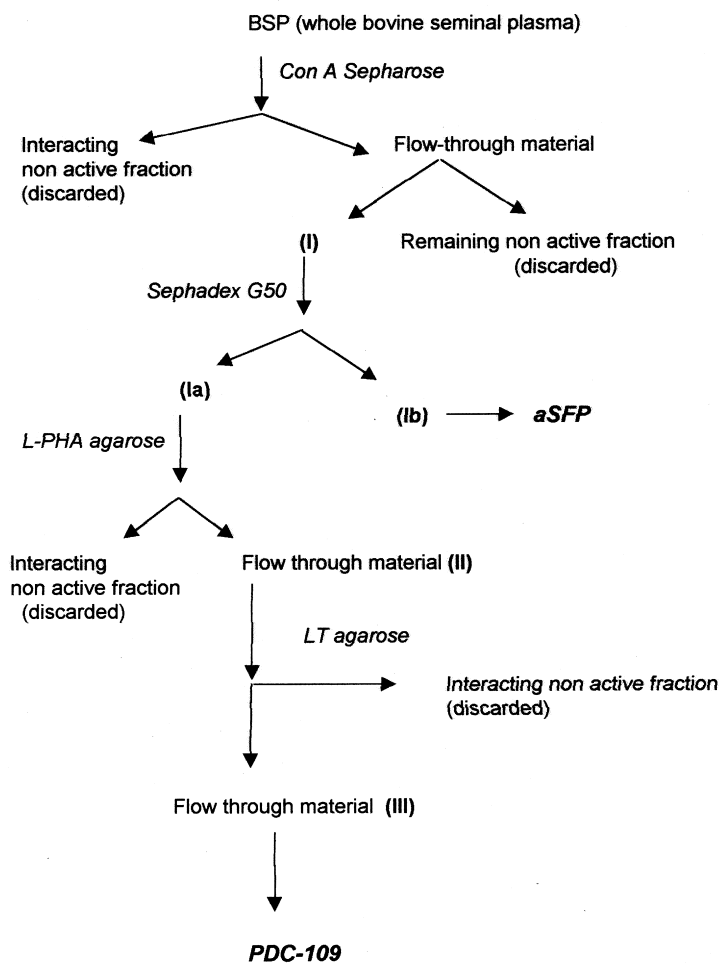 BSP (whole bovine seminal plasma)
Con A Sepharose
Interacting
non active fraction
(discarded)
Flow-through material
(I)
Remaining non active fraction
(discarded)
Sephadex G50
(Ia)
(Ib)
aSFP
L-PHA agarose
Interacting
non active fraction
(discarded)
Flow through material (II)
LT agarose
Interacting non active fraction
(discarded)
Flow through material (III)
PDC-109